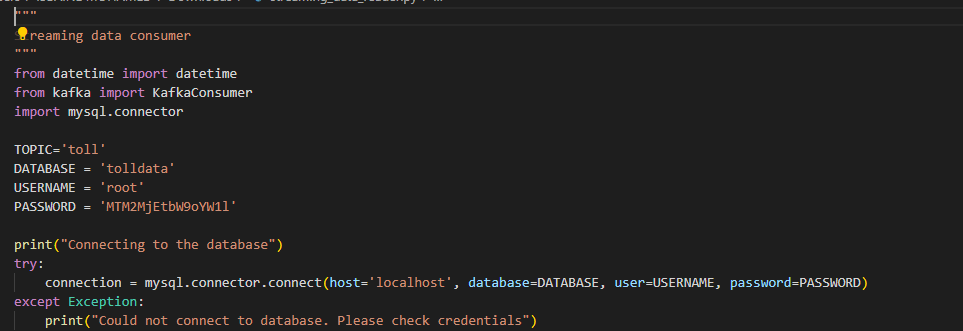 """
reaming data consumer
"""
from datetime import datetime
from kafka import KafkaConsumer
import mysql.connector
TOPIC='toll'
DATABASE = 'tolldata'
USERNAME = 'root'
PASSWORD = 'MTM2MjEtbW9oYW1l'
print("Connecting to the database")
try:
    connection = mysql.connector.connect(host='localhost', database=DATABASE, user=USERNAME, password=PASSWORD)
except Exception:
    print("Could not connect to database. Please check credentials")